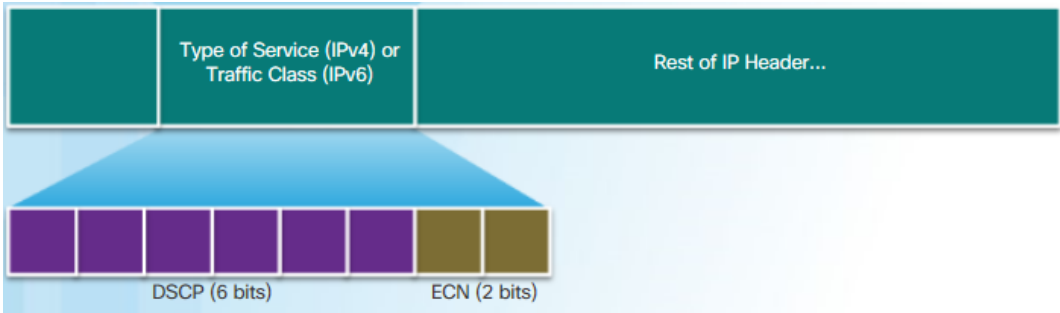 Type of Service (IPv4) or
Traffic Class (IPv6)
Rest of IP Header...
DSCP (6 bits)
ECN (2 bits)